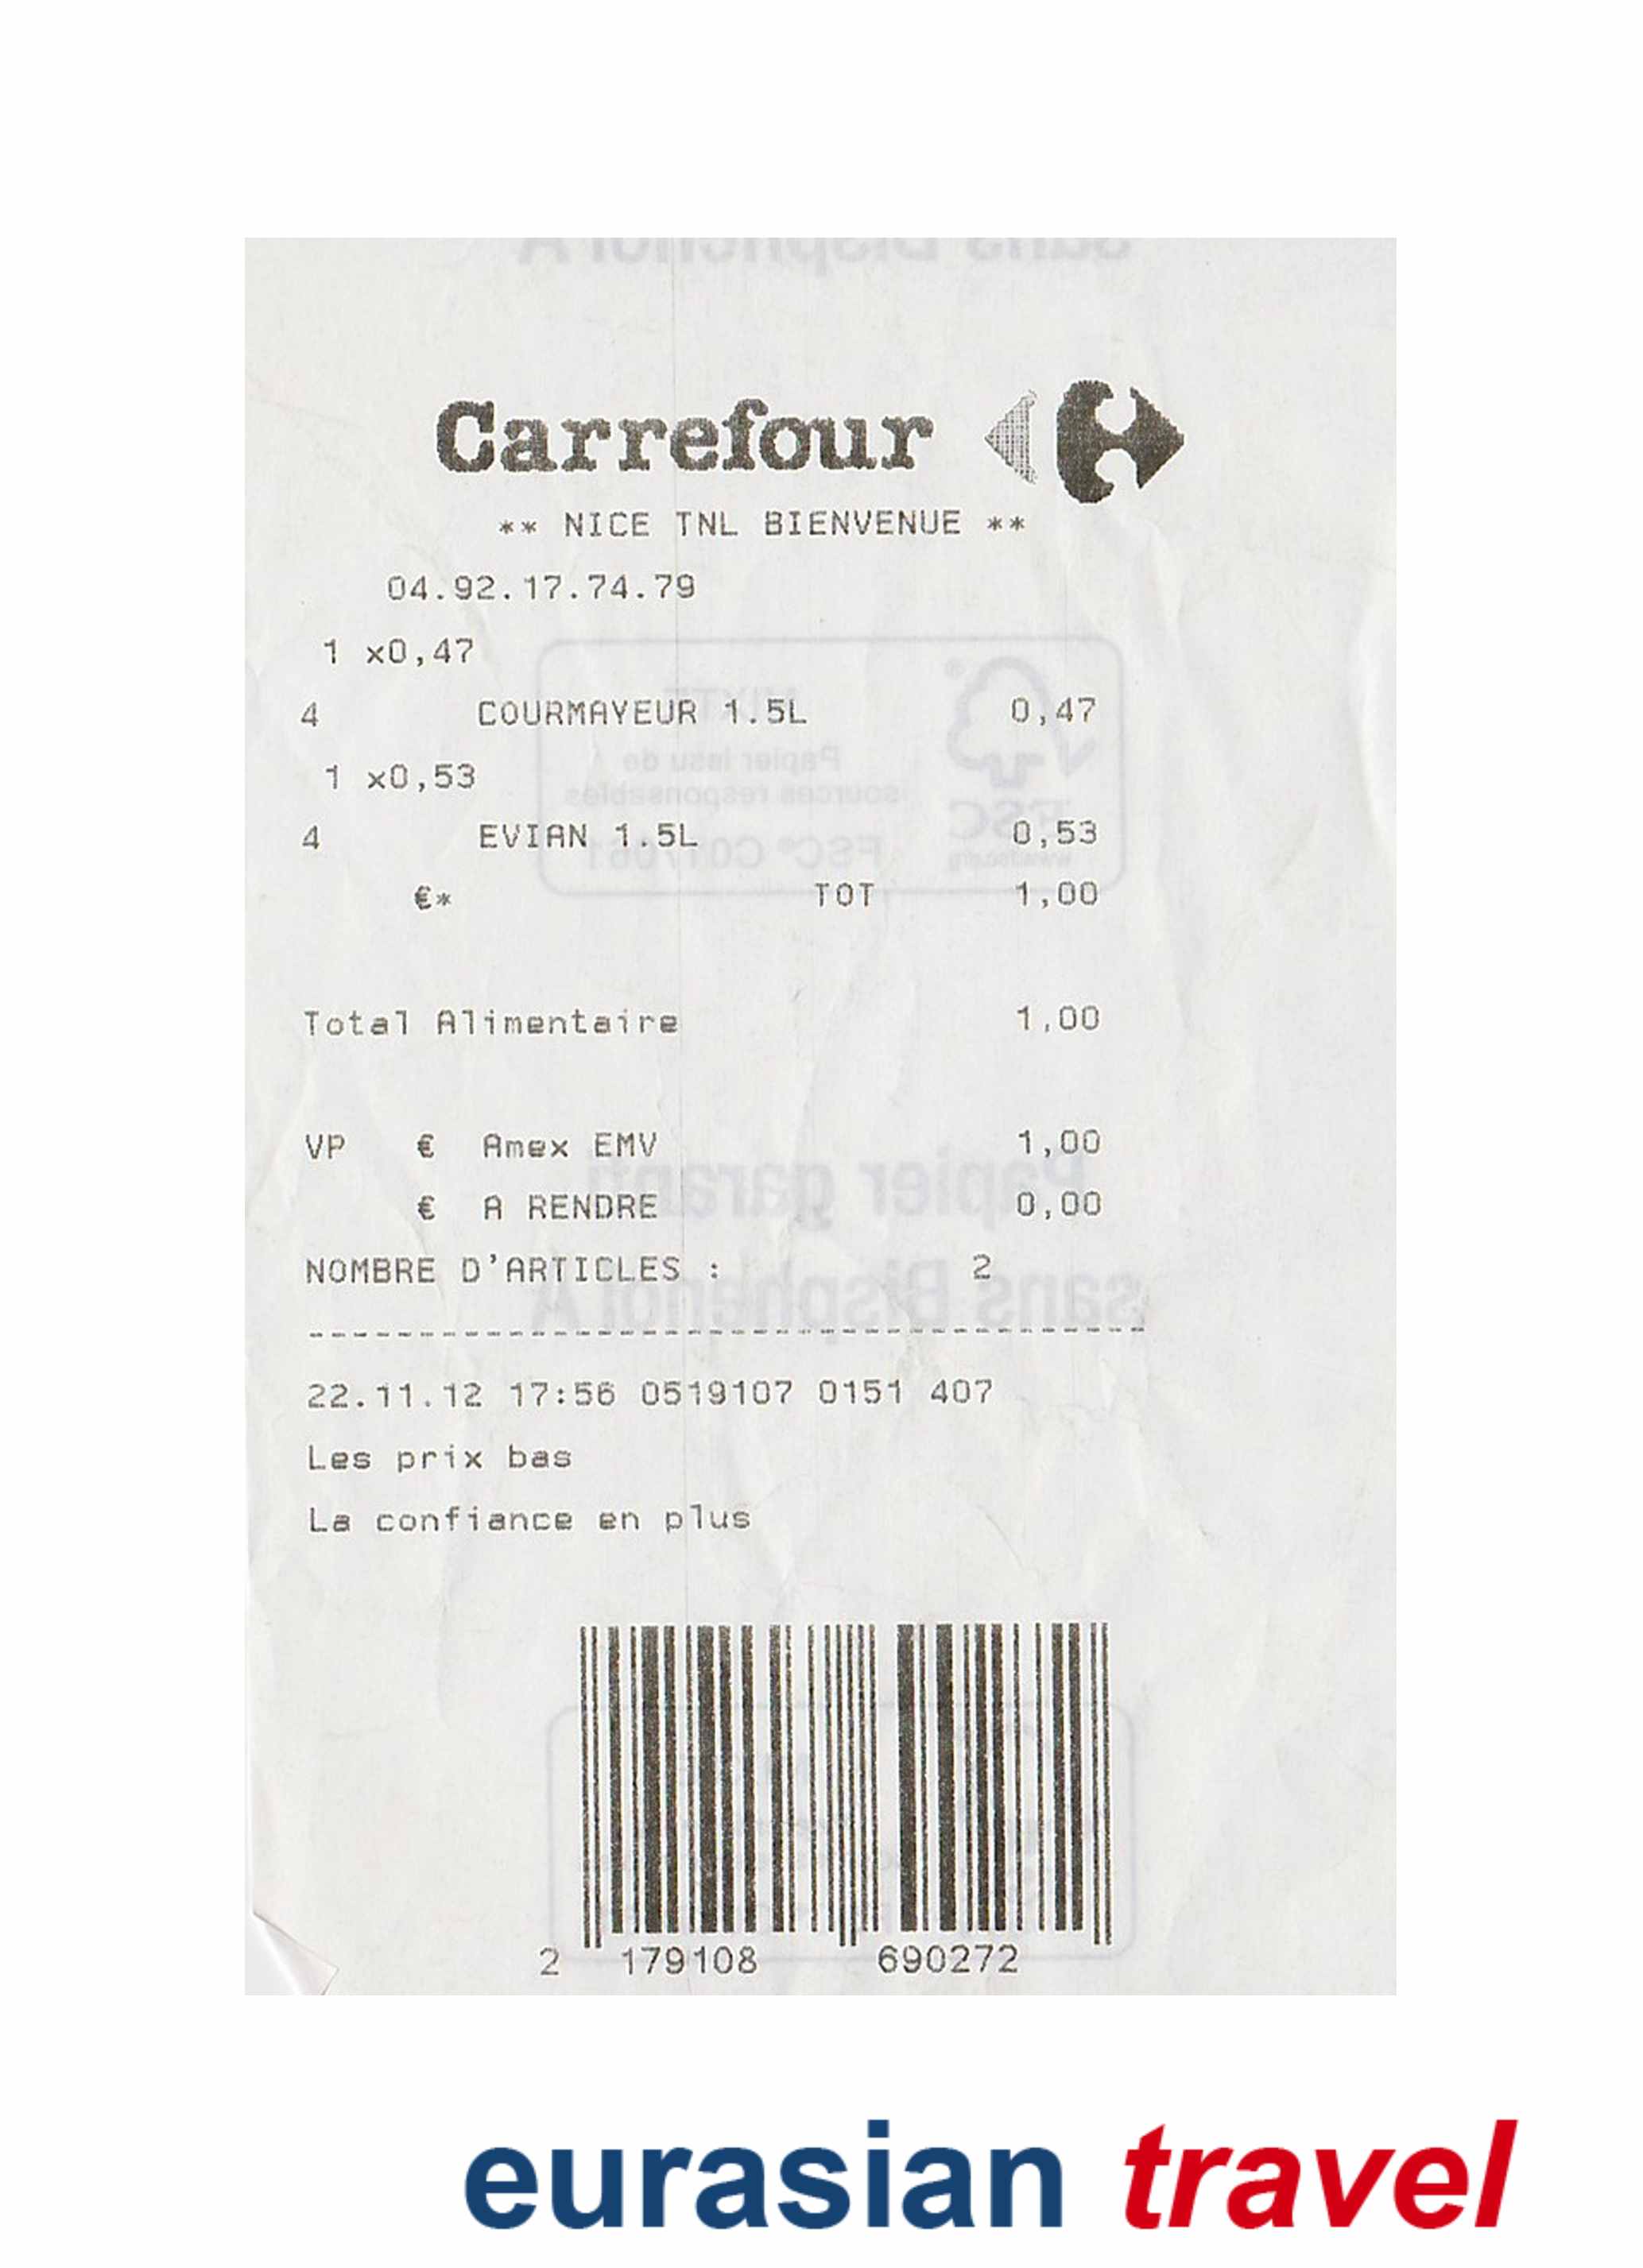 Carrefour
** NICE TNL BIENVENUE **
04.92.17.74.79
1 x0,47
4 COURMAYEUR 1.5L 0,47
1 x0,53
4 EVIAN 1.5L 0,53
€* TOT 1,00
Total Alimentaire 1,00
VP € Amex EMV 1,00
€ A RENDRE 0,00
NOMBRE D'ARTICLES : 2
--------------------------------------
22.11.12 17:56 0519107 0151 407
Les prix bas
La confiance en plus
2 179108 690272
eurasian travel